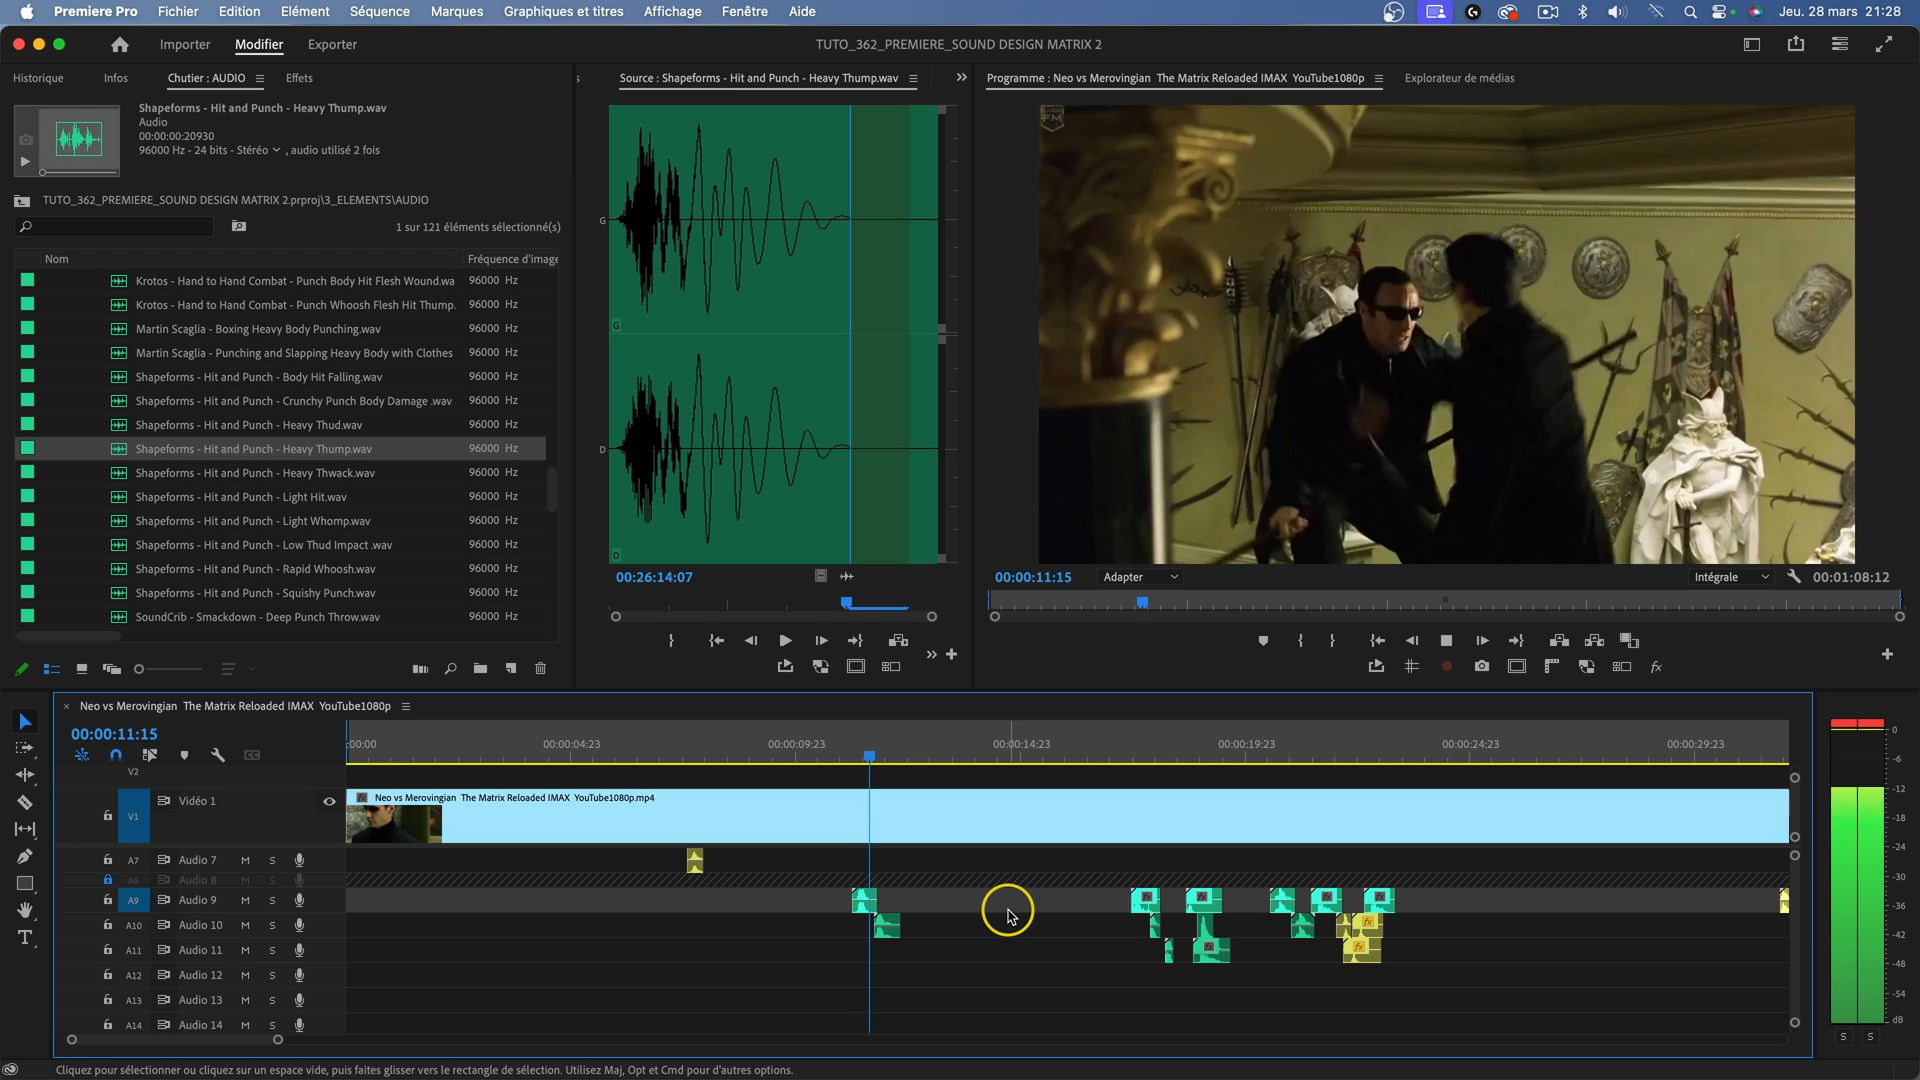 Premiere Pro Fichier Edition Elément Séquence Marques Graphiques et titres Affichage Fenêtre Aide Jeu. 28 mars 21:28
Importer Modifier Exporter TUTO_362_PREMIERE_SOUND DESIGN MATRIX 2
Historique Infos Chutier : AUDIO Effets
Source : Shapeforms - Hit and Punch - Heavy Thump.wav
Programme : Neo vs Merovingian The Matrix Reloaded IMAX YouTube1080p Explorateur de médias
Shapeforms - Hit and Punch - Heavy Thump.wav
Audio
00:00:00:20930
96000 Hz - 24 bits - Stéréo , audio utilisé 2 fois
TUTO_362_PREMIERE_SOUND DESIGN MATRIX 2.prproj\3_ELEMENTS\AUDIO
1 sur 121 éléments sélectionné(s)
Nom Fréquence d'image
Krotos - Hand to Hand Combat - Punch Body Hit Flesh Wound.wa 96000 Hz
Krotos - Hand to Hand Combat - Punch Whoosh Flesh Hit Thump. 96000 Hz
Martin Scaglia - Boxing Heavy Body Punching.wav 96000 Hz
Martin Scaglia - Punching and Slapping Heavy Body with Clothes 96000 Hz
Shapeforms - Hit and Punch - Body Hit Falling.wav 96000 Hz
Shapeforms - Hit and Punch - Crunchy Punch Body Damage .wav 96000 Hz
Shapeforms - Hit and Punch - Heavy Thud.wav 96000 Hz
Shapeforms - Hit and Punch - Heavy Thump.wav 96000 Hz
Shapeforms - Hit and Punch - Heavy Thwack.wav 96000 Hz
Shapeforms - Hit and Punch - Light Hit.wav 96000 Hz
Shapeforms - Hit and Punch - Light Whomp.wav 96000 Hz
Shapeforms - Hit and Punch - Low Thud Impact .wav 96000 Hz
Shapeforms - Hit and Punch - Rapid Whoosh.wav 96000 Hz
Shapeforms - Hit and Punch - Squishy Punch.wav 96000 Hz
SoundCrib - Smackdown - Deep Punch Throw.wav 96000 Hz
G
G
D
D
00:26:14:07
FM
00:00:11:15 Adapter Intégrale 00:01:08:12
fx
Neo vs Merovingian The Matrix Reloaded IMAX YouTube1080p
00:00:11:15
:00:00 00:00:04:23 00:00:09:23 00:00:14:23 00:00:19:23 00:00:24:23 00:00:29:23
CC
V2
V1 Vidéo 1
fx Neo vs Merovingian The Matrix Reloaded IMAX YouTube1080p.mp4
A7 Audio 7 M S
A8 Audio 8 M S
A9 Audio 9 M S
A10 Audio 10 M S
A11 Audio 11 M S
A12 Audio 12 M S
A13 Audio 13 M S
A14 Audio 14 M S
0
-6
-12
-18
-24
-30
-36
-42
-48
-54
dB
S S
Cliquez pour sélectionner ou cliquez sur un espace vide, puis faites glisser vers le rectangle de sélection. Utilisez Maj, Opt et Cmd pour d'autres options.